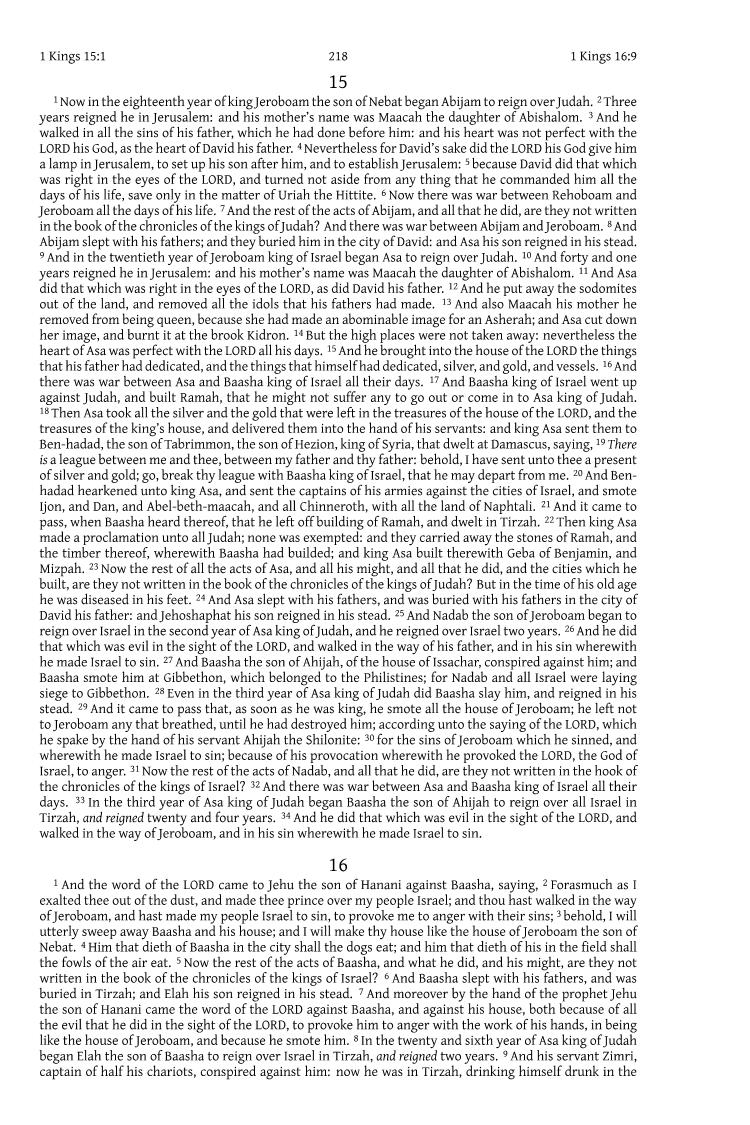 1 Kings 15:1 218 1 Kings 16:9
15
1 Now in the eighteenth year of king Jeroboam the son of Nebat began Abijam to reign over Judah. 2 Three
years reigned he in Jerusalem: and his mother’s name was Maacah the daughter of Abishalom. 3 And he
walked in all the sins of his father, which he had done before him: and his heart was not perfect with the
LORD his God, as the heart of David his father. 4 Nevertheless for David’s sake did the LORD his God give him
a lamp in Jerusalem, to set up his son after him, and to establish Jerusalem: 5 because David did that which
was right in the eyes of the LORD, and turned not aside from any thing that he commanded him all the
days of his life, save only in the matter of Uriah the Hittite. 6 Now there was war between Rehoboam and
Jeroboam all the days of his life. 7 And the rest of the acts of Abijam, and all that he did, are they not written
in the book of the chronicles of the kings of Judah? And there was war between Abijam and Jeroboam. 8 And
Abijam slept with his fathers; and they buried him in the city of David: and Asa his son reigned in his stead.
9 And in the twentieth year of Jeroboam king of Israel began Asa to reign over Judah. 10 And forty and one
years reigned he in Jerusalem: and his mother’s name was Maacah the daughter of Abishalom. 11 And Asa
did that which was right in the eyes of the LORD, as did David his father. 12 And he put away the sodomites
out of the land, and removed all the idols that his fathers had made. 13 And also Maacah his mother he
removed from being queen, because she had made an abominable image for an Asherah; and Asa cut down
her image, and burnt it at the brook Kidron. 14 But the high places were not taken away: nevertheless the
heart of Asa was perfect with the LORD all his days. 15 And he brought into the house of the LORD the things
that his father had dedicated, and the things that himself had dedicated, silver, and gold, and vessels. 16 And
there was war between Asa and Baasha king of Israel all their days. 17 And Baasha king of Israel went up
against Judah, and built Ramah, that he might not suffer any to go out or come in to Asa king of Judah.
18 Then Asa took all the silver and the gold that were left in the treasures of the house of the LORD, and the
treasures of the king’s house, and delivered them into the hand of his servants: and king Asa sent them to
Ben-hadad, the son of Tabrimmon, the son of Hezion, king of Syria, that dwelt at Damascus, saying, 19 There
is a league between me and thee, between my father and thy father: behold, I have sent unto thee a present
of silver and gold; go, break thy league with Baasha king of Israel, that he may depart from me. 20 And Ben-
hadad hearkened unto king Asa, and sent the captains of his armies against the cities of Israel, and smote
Ijon, and Dan, and Abel-beth-maacah, and all Chinneroth, with all the land of Naphtali. 21 And it came to
pass, when Baasha heard thereof, that he left off building of Ramah, and dwelt in Tirzah. 22 Then king Asa
made a proclamation unto all Judah; none was exempted: and they carried away the stones of Ramah, and
the timber thereof, wherewith Baasha had builded; and king Asa built therewith Geba of Benjamin, and
Mizpah. 23 Now the rest of all the acts of Asa, and all his might, and all that he did, and the cities which he
built, are they not written in the book of the chronicles of the kings of Judah? But in the time of his old age
he was diseased in his feet. 24 And Asa slept with his fathers, and was buried with his fathers in the city of
David his father: and Jehoshaphat his son reigned in his stead. 25 And Nadab the son of Jeroboam began to
reign over Israel in the second year of Asa king of Judah, and he reigned over Israel two years. 26 And he did
that which was evil in the sight of the LORD, and walked in the way of his father, and in his sin wherewith
he made Israel to sin. 27 And Baasha the son of Ahijah, of the house of Issachar, conspired against him; and
Baasha smote him at Gibbethon, which belonged to the Philistines; for Nadab and all Israel were laying
siege to Gibbethon. 28 Even in the third year of Asa king of Judah did Baasha slay him, and reigned in his
stead. 29 And it came to pass that, as soon as he was king, he smote all the house of Jeroboam; he left not
to Jeroboam any that breathed, until he had destroyed him; according unto the saying of the LORD, which
he spake by the hand of his servant Ahijah the Shilonite: 30 for the sins of Jeroboam which he sinned, and
wherewith he made Israel to sin; because of his provocation wherewith he provoked the LORD, the God of
Israel, to anger. 31 Now the rest of the acts of Nadab, and all that he did, are they not written in the hook of
the chronicles of the kings of Israel? 32 And there was war between Asa and Baasha king of Israel all their
days. 33 In the third year of Asa king of Judah began Baasha the son of Ahijah to reign over all Israel in
Tirzah, and reigned twenty and four years. 34 And he did that which was evil in the sight of the LORD, and
walked in the way of Jeroboam, and in his sin wherewith he made Israel to sin.
16
1 And the word of the LORD came to Jehu the son of Hanani against Baasha, saying, 2 Forasmuch as I
exalted thee out of the dust, and made thee prince over my people Israel; and thou hast walked in the way
of Jeroboam, and hast made my people Israel to sin, to provoke me to anger with their sins; 3 behold, I will
utterly sweep away Baasha and his house; and I will make thy house like the house of Jeroboam the son of
Nebat. 4 Him that dieth of Baasha in the city shall the dogs eat; and him that dieth of his in the field shall
the fowls of the air eat. 5 Now the rest of the acts of Baasha, and what he did, and his might, are they not
written in the book of the chronicles of the kings of Israel? 6 And Baasha slept with his fathers, and was
buried in Tirzah; and Elah his son reigned in his stead. 7 And moreover by the hand of the prophet Jehu
the son of Hanani came the word of the LORD against Baasha, and against his house, both because of all
the evil that he did in the sight of the LORD, to provoke him to anger with the work of his hands, in being
like the house of Jeroboam, and because he smote him. 8 In the twenty and sixth year of Asa king of Judah
began Elah the son of Baasha to reign over Israel in Tirzah, and reigned two years. 9 And his servant Zimri,
captain of half his chariots, conspired against him: now he was in Tirzah, drinking himself drunk in the